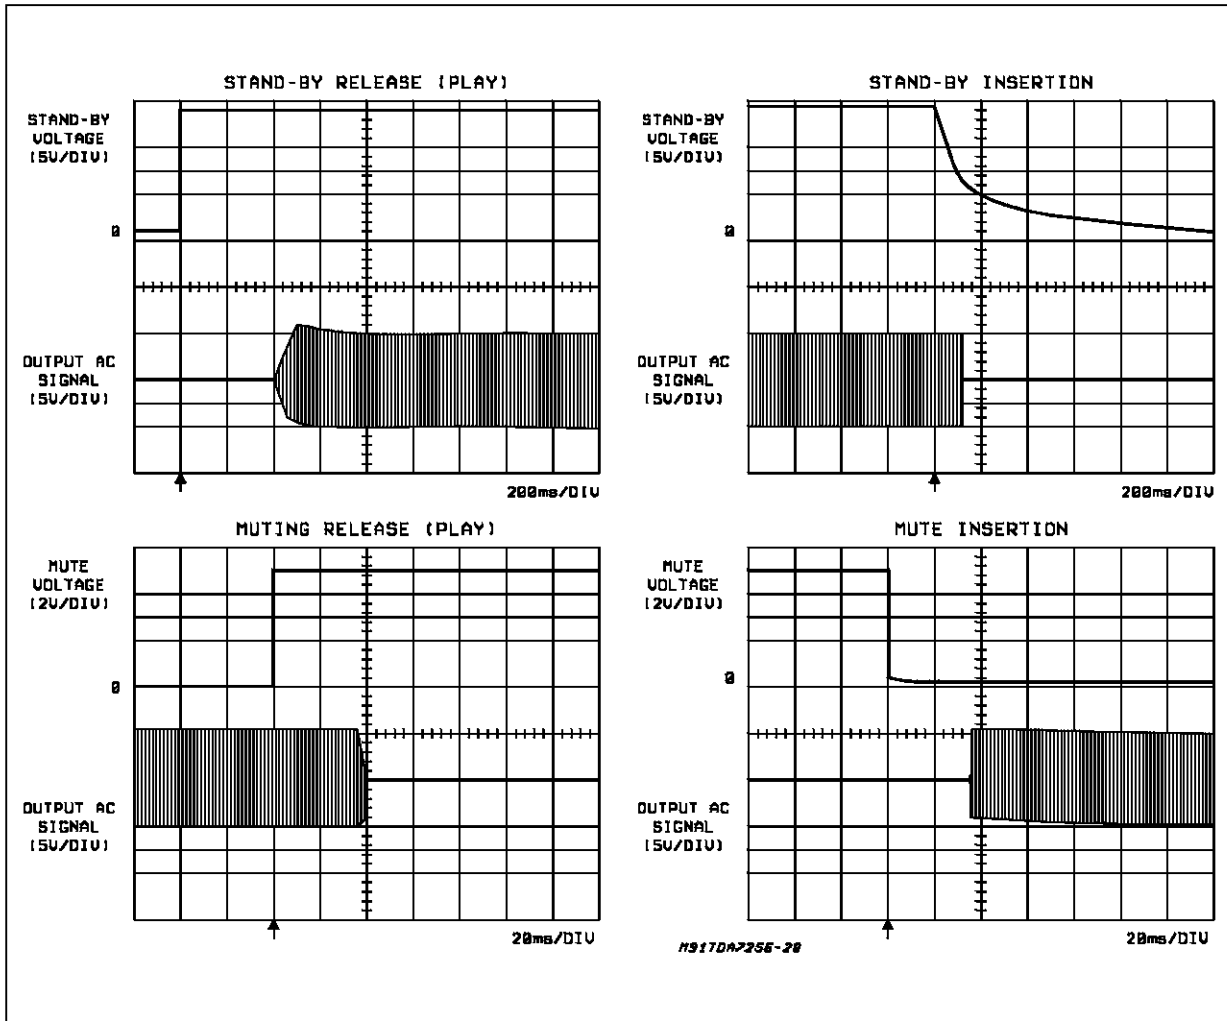 STAND-BY RELEASE (PLAY)
STAND-BY
VOLTAGE
(5V/DIV)
0
OUTPUT AC
SIGNAL
(5V/DIV)
200ms/DIV
STAND-BY INSERTION
STAND-BY
VOLTAGE
(5V/DIV)
0
OUTPUT AC
SIGNAL
(5V/DIV)
200ms/DIV
MUTING RELEASE (PLAY)
MUTE
VOLTAGE
(2V/DIV)
0
OUTPUT AC
SIGNAL
(5V/DIV)
20ms/DIV
MUTE INSERTION
MUTE
VOLTAGE
(2V/DIV)
0
OUTPUT AC
SIGNAL
(5V/DIV)
20ms/DIV
M91TDA7256-20